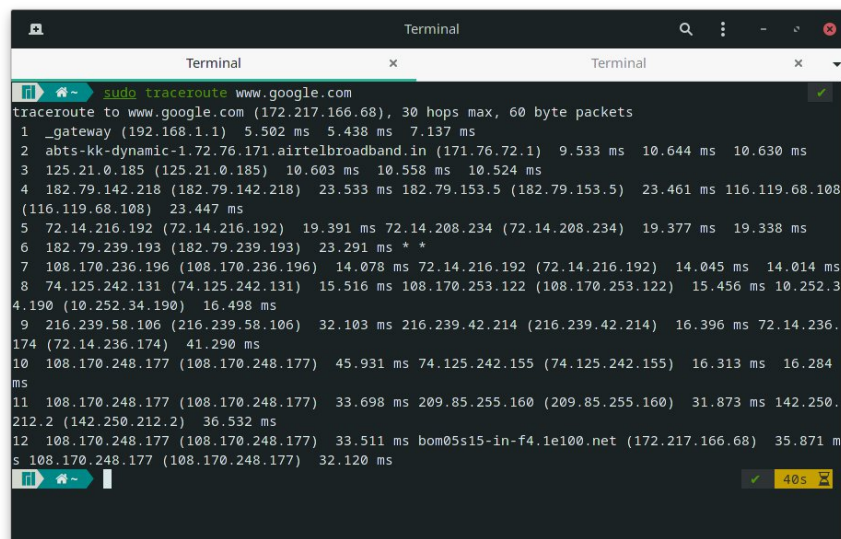 Terminal
Terminal
Terminal
~ sudo traceroute www.google.com
traceroute to www.google.com (172.217.166.68), 30 hops max, 60 byte packets
1 _gateway (192.168.1.1) 5.502 ms 5.438 ms 7.137 ms
2 abts-kk-dynamic-1.72.76.171.airtelbroadband.in (171.76.72.1) 9.533 ms 10.644 ms 10.630 ms
3 125.21.0.185 (125.21.0.185) 10.603 ms 10.558 ms 10.524 ms
4 182.79.142.218 (182.79.142.218) 23.533 ms 182.79.153.5 (182.79.153.5) 23.461 ms 116.119.68.108
(116.119.68.108) 23.447 ms
5 72.14.216.192 (72.14.216.192) 19.391 ms 72.14.208.234 (72.14.208.234) 19.377 ms 19.338 ms
6 182.79.239.193 (182.79.239.193) 23.291 ms * *
7 108.170.236.196 (108.170.236.196) 14.078 ms 72.14.216.192 (72.14.216.192) 14.045 ms 14.014 ms
8 74.125.242.131 (74.125.242.131) 15.516 ms 108.170.253.122 (108.170.253.122) 15.456 ms 10.252.3
4.190 (10.252.34.190) 16.498 ms
9 216.239.58.106 (216.239.58.106) 32.103 ms 216.239.42.214 (216.239.42.214) 16.396 ms 72.14.236.
174 (72.14.236.174) 41.290 ms
10 108.170.248.177 (108.170.248.177) 45.931 ms 74.125.242.155 (74.125.242.155) 16.313 ms 16.284
ms
11 108.170.248.177 (108.170.248.177) 33.698 ms 209.85.255.160 (209.85.255.160) 31.873 ms 142.250.
212.2 (142.250.212.2) 36.532 ms
12 108.170.248.177 (108.170.248.177) 33.511 ms bom05s15-in-f4.1e100.net (172.217.166.68) 35.871 m
s 108.170.248.177 (108.170.248.177) 32.120 ms
~ 40s